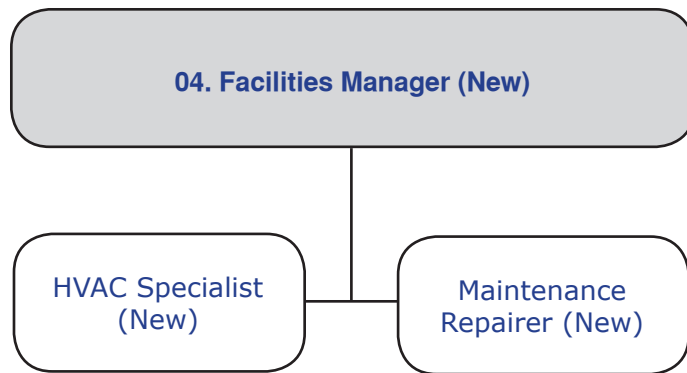 04. Facilities Manager (New)
HVAC Specialist
(New)
Maintenance
Repairer (New)